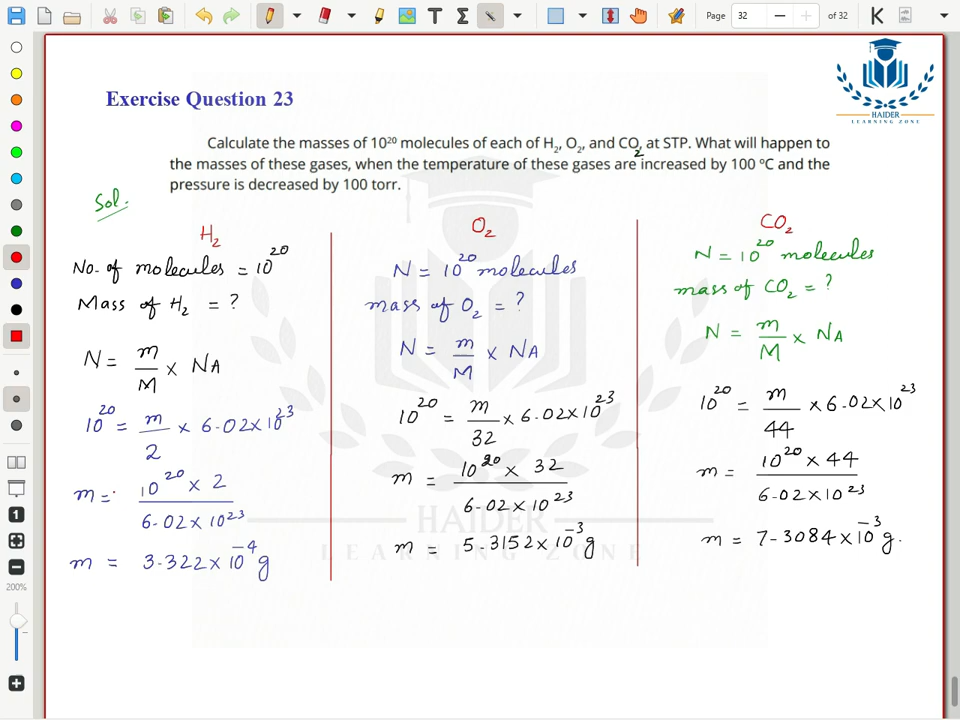 Page 32 of 32
HAIDER
LEARNING ZONE
Exercise Question 23
Calculate the masses of 10²⁰ molecules of each of H₂, O₂, and CO₂ at STP. What will happen to
the masses of these gases, when the temperature of these gases are increased by 100 ºC and the
pressure is decreased by 100 torr.
Sol.
H₂
No. of molecules = 10²⁰
Mass of H₂ = ?
N = m/M × NA
10²⁰ = m/2 × 6.02×10²³
m = 10²⁰ × 2 / 6.02 × 10²³
m = 3.322 × 10⁻⁴ g
O₂
N = 10²⁰ molecules
mass of O₂ = ?
N = m/M × NA
10²⁰ = m/32 × 6.02×10²³
m = 10²⁰ × 32 / 6.02 × 10²³
m = 5.3152 × 10⁻³ g
CO₂
N = 10²⁰ molecules
mass of CO₂ = ?
N = m/M × NA
10²⁰ = m/44 × 6.02×10²³
m = 10²⁰ × 44 / 6.02×10²³
m = 7.3084 × 10⁻³ g.
HAIDER
LEARNING ZONE
1
200%